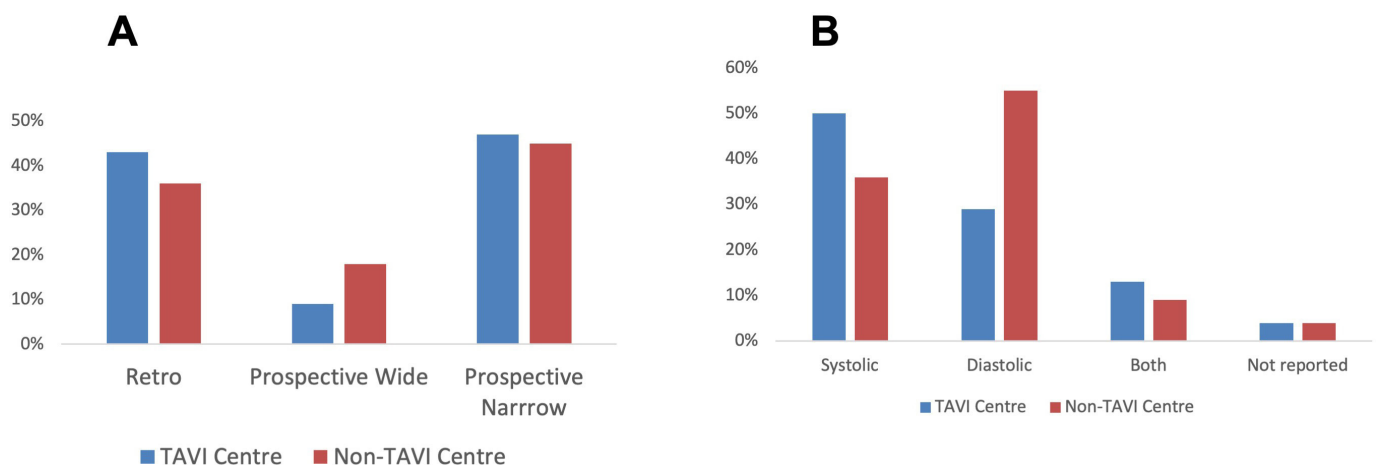 A
50%
40%
30%
20%
10%
0%
Retro
Prospective Wide
Prospective
Narrrow
TAVI Centre
Non-TAVI Centre
B
60%
50%
40%
30%
20%
10%
0%
Systolic
Diastolic
Both
Not reported
TAVI Centre
Non-TAVI Centre